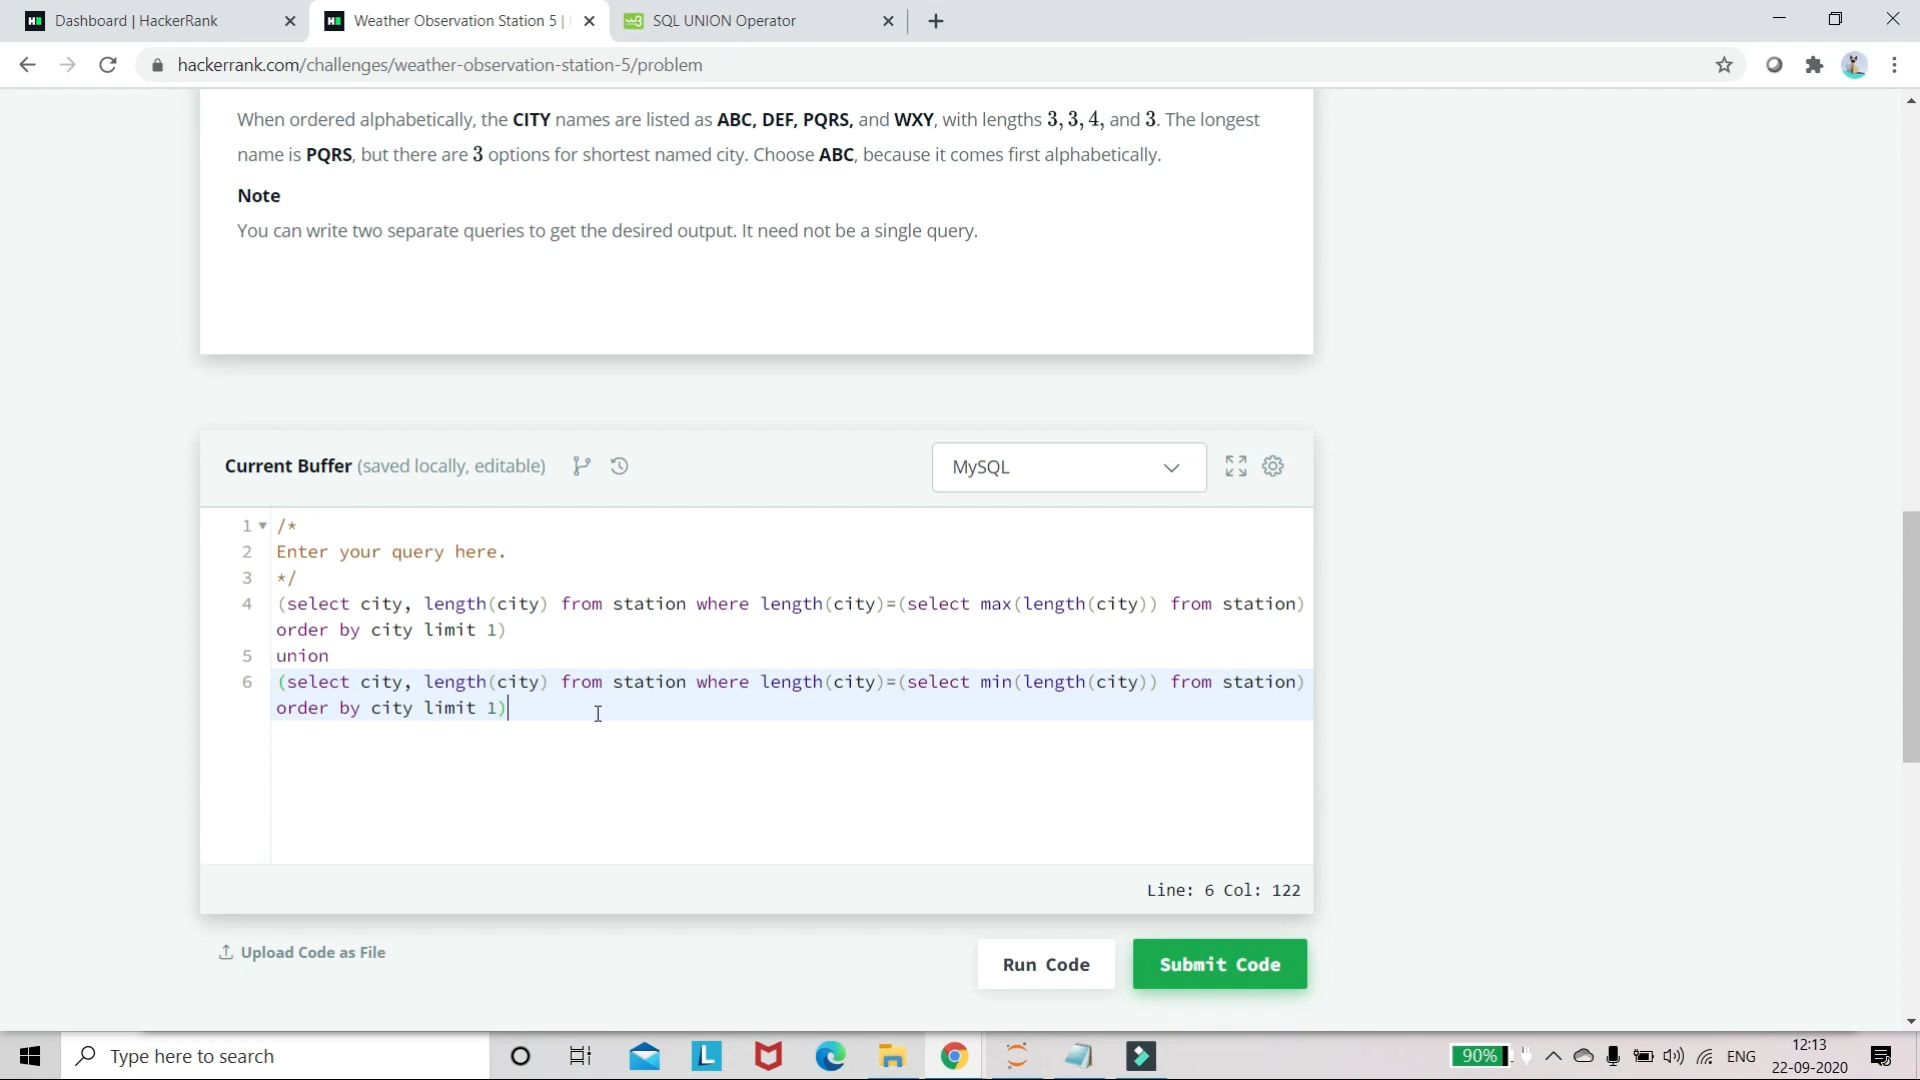 Dashboard | HackerRank
Weather Observation Station 5 |
SQL UNION Operator
hackerrank.com/challenges/weather-observation-station-5/problem
When ordered alphabetically, the CITY names are listed as ABC, DEF, PQRS, and WXY, with lengths 3, 3, 4, and 3. The longest
name is PQRS, but there are 3 options for shortest named city. Choose ABC, because it comes first alphabetically.
Note
You can write two separate queries to get the desired output. It need not be a single query.
Current Buffer (saved locally, editable)
MySQL
1 /*
2 Enter your query here.
3 */
4 (select city, length(city) from station where length(city)=(select max(length(city)) from station)
order by city limit 1)
5 union
6 (select city, length(city) from station where length(city)=(select min(length(city)) from station)
order by city limit 1)
Line: 6 Col: 122
Upload Code as File
Run Code
Submit Code
Type here to search
L
90%
ENG
12:13
22-09-2020